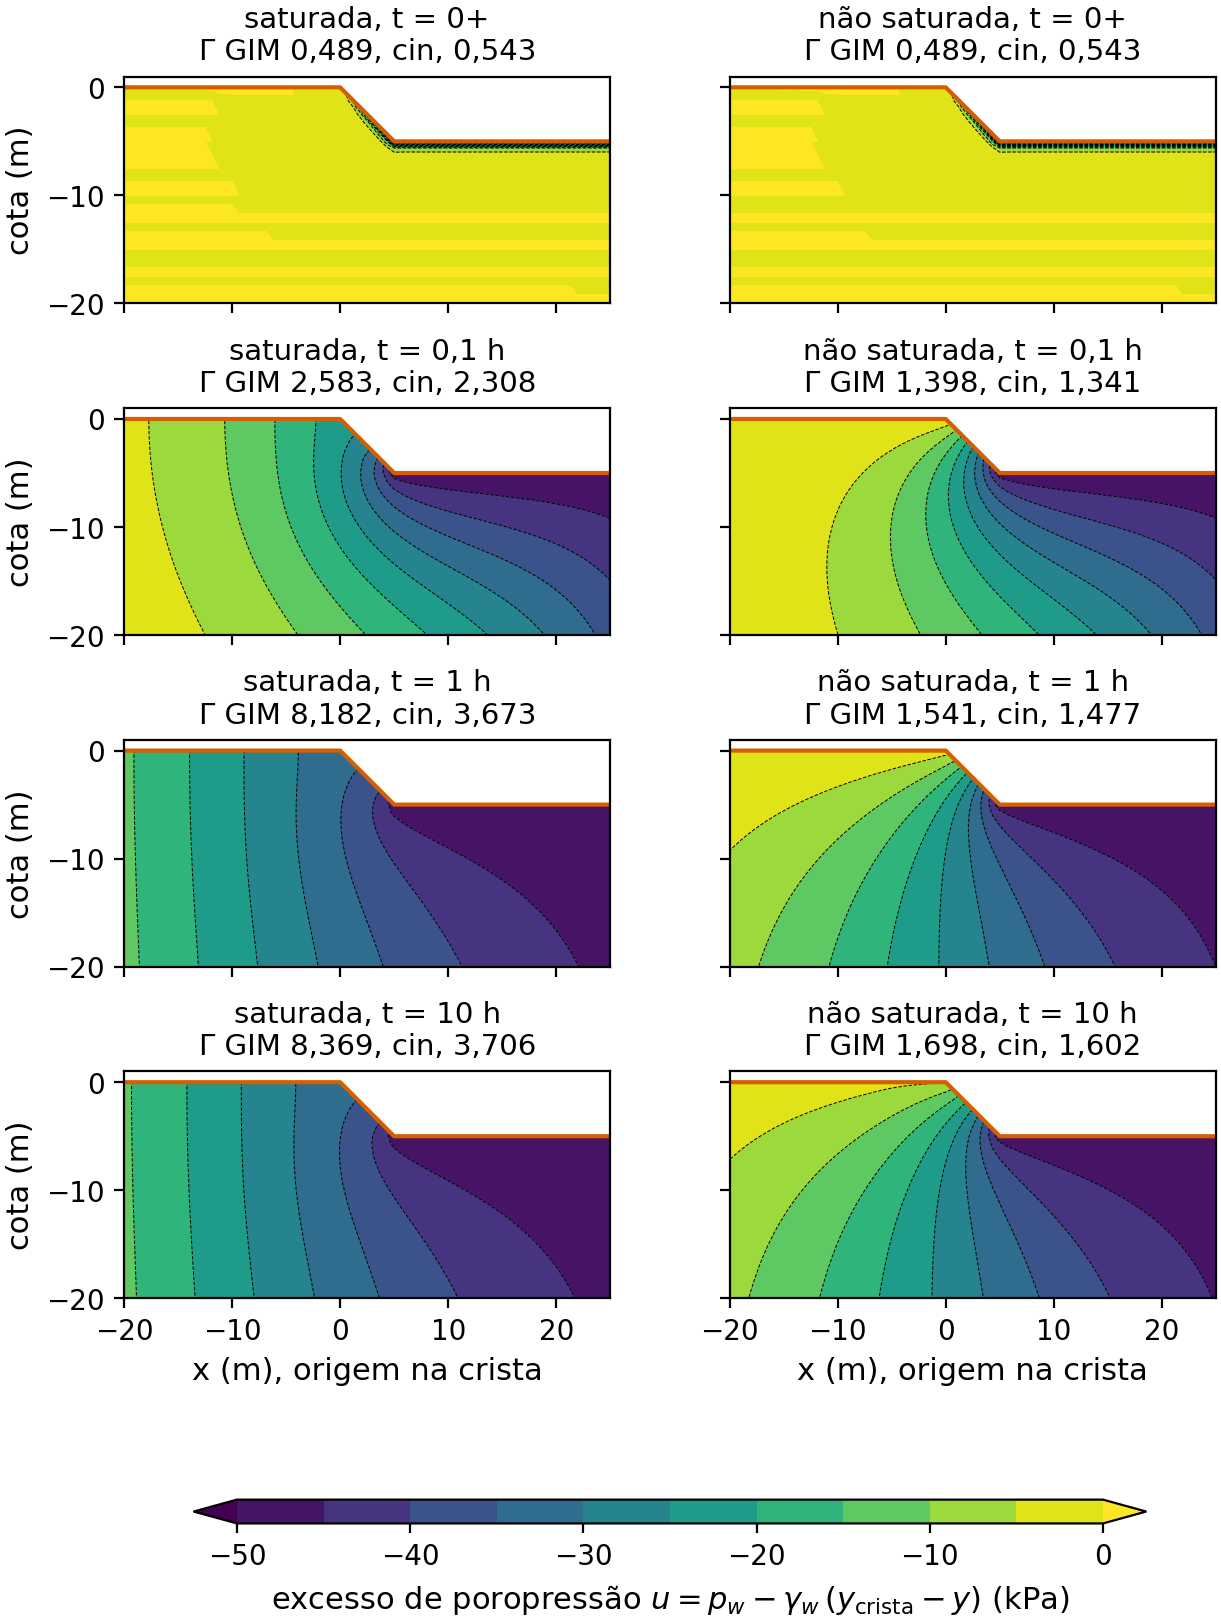 saturada, t = 0+
Γ GIM 0,489, cin, 0,543
não saturada, t = 0+
Γ GIM 0,489, cin, 0,543
0
−10
−20
cota (m)
saturada, t = 0,1 h
Γ GIM 2,583, cin, 2,308
não saturada, t = 0,1 h
Γ GIM 1,398, cin, 1,341
0
−10
−20
cota (m)
saturada, t = 1 h
Γ GIM 8,182, cin, 3,673
não saturada, t = 1 h
Γ GIM 1,541, cin, 1,477
0
−10
−20
cota (m)
saturada, t = 10 h
Γ GIM 8,369, cin, 3,706
não saturada, t = 10 h
Γ GIM 1,698, cin, 1,602
0
−10
−20
cota (m)
−20 −10 0 10 20
−20 −10 0 10 20
x (m), origem na crista
x (m), origem na crista
−50 −40 −30 −20 −10 0
excesso de poropressão u = p_w − γ_w (y_crista − y) (kPa)